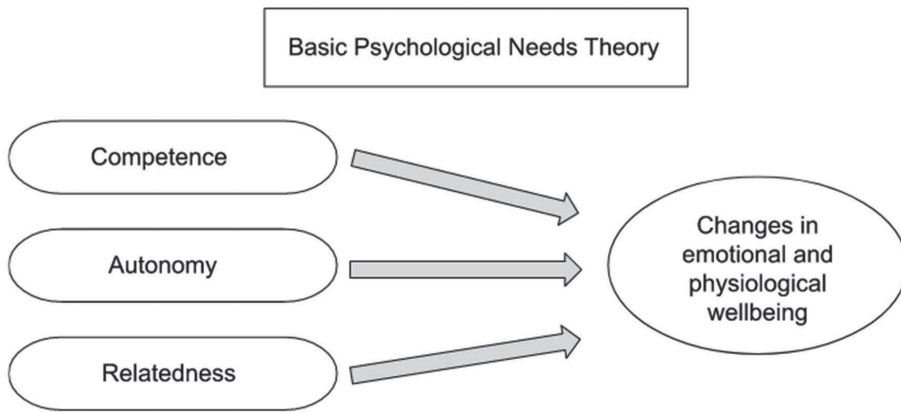 Basic Psychological Needs Theory
Competence
Autonomy
Relatedness
Changes in
emotional and
physiological
wellbeing